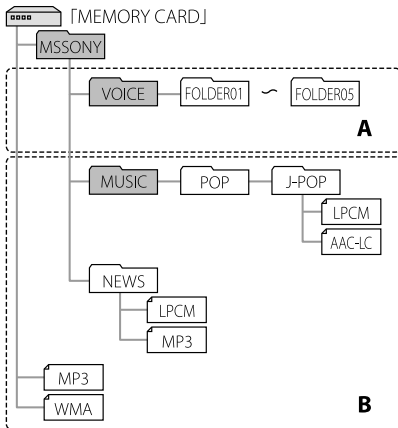 「MEMORY CARD」
MSSONY
VOICE FOLDER01 ～ FOLDER05
A
MUSIC POP J-POP
LPCM
AAC-LC
NEWS
LPCM
MP3
MP3
WMA
B